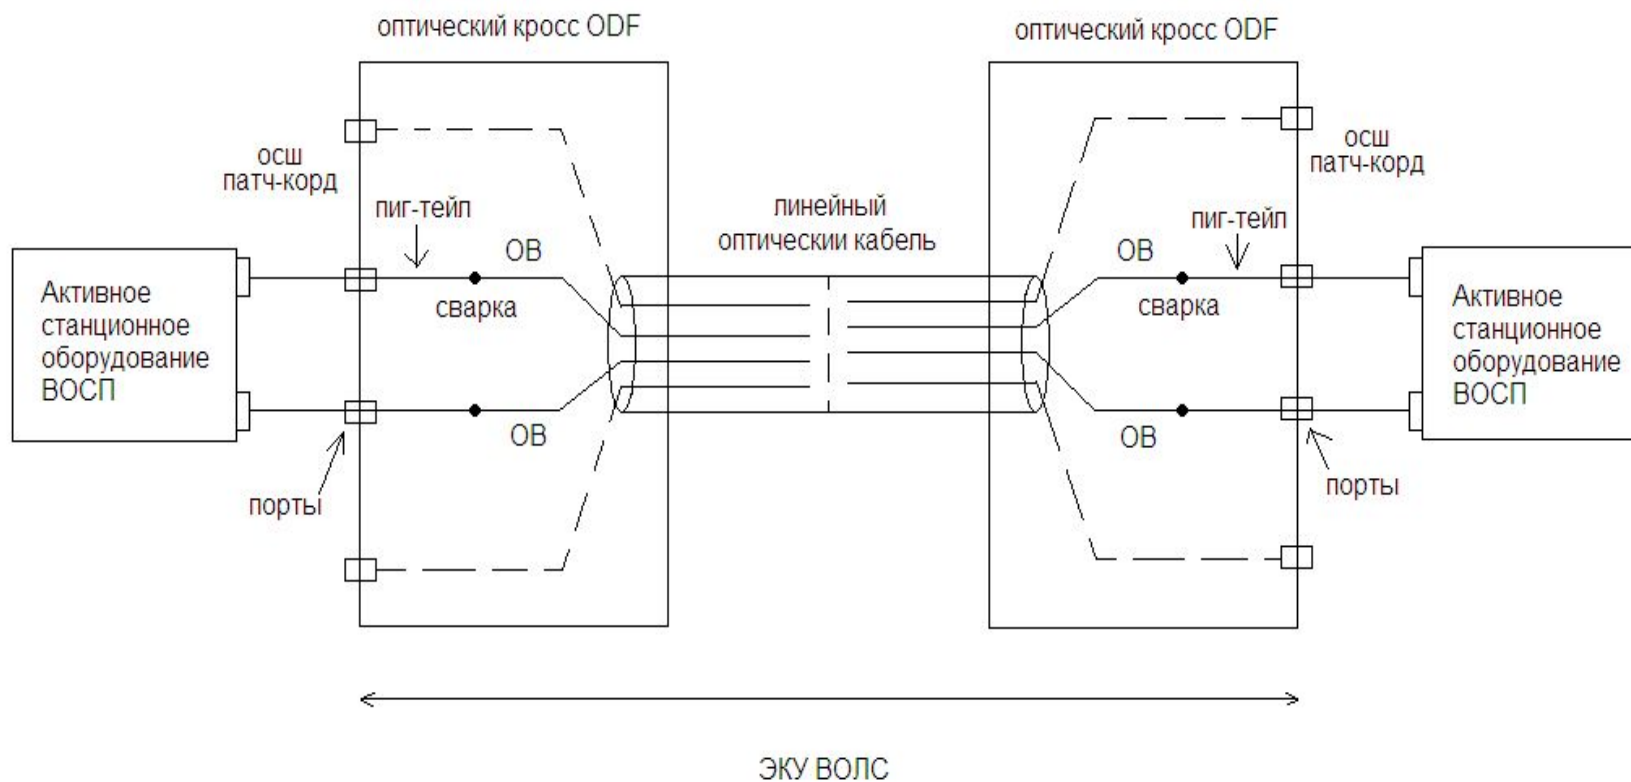 оптический кросс ODF
оптический кросс ODF
осш
патч-корд
осш
патч-корд
пиг-тейл
линейный
оптическии кабель
пиг-тейл
ОВ
ОВ
Активное
станционное
оборудование
ВОСП
сварка
сварка
Активное
станционное
оборудование
ВОСП
ОВ
ОВ
порты
порты
ЭКУ ВОЛС